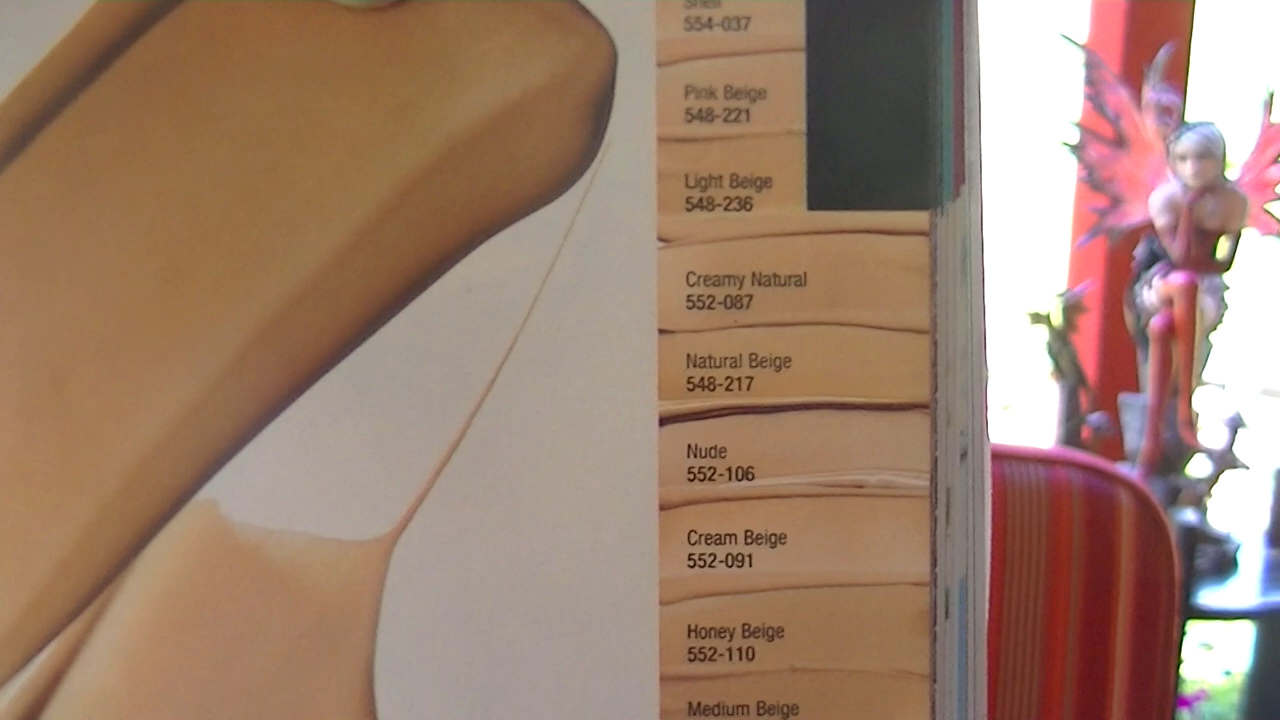 Shell
554-037
Pink Beige
548-221
Light Beige
548-236
Creamy Natural
552-087
Natural Beige
548-217
Nude
552-106
Cream Beige
552-091
Honey Beige
552-110
Medium Beige